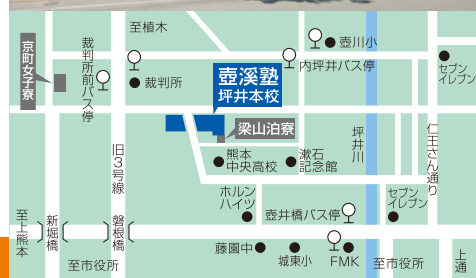 至植木
京町女子寮
裁判所前バス停
裁判所
壺川小
内坪井バス停
セブン
イレブン
壺溪塾
坪井本校
梁山泊寮
旧3号線
熊本
中央高校
漱石
記念館
坪井川
仁王さん通り
ホルン
ハイツ
壺井橋バス停
セブン
イレブン
至上熊本
新堀橋
磐根橋
藤園中
城東小
FMK
至市役所
至市役所
上通